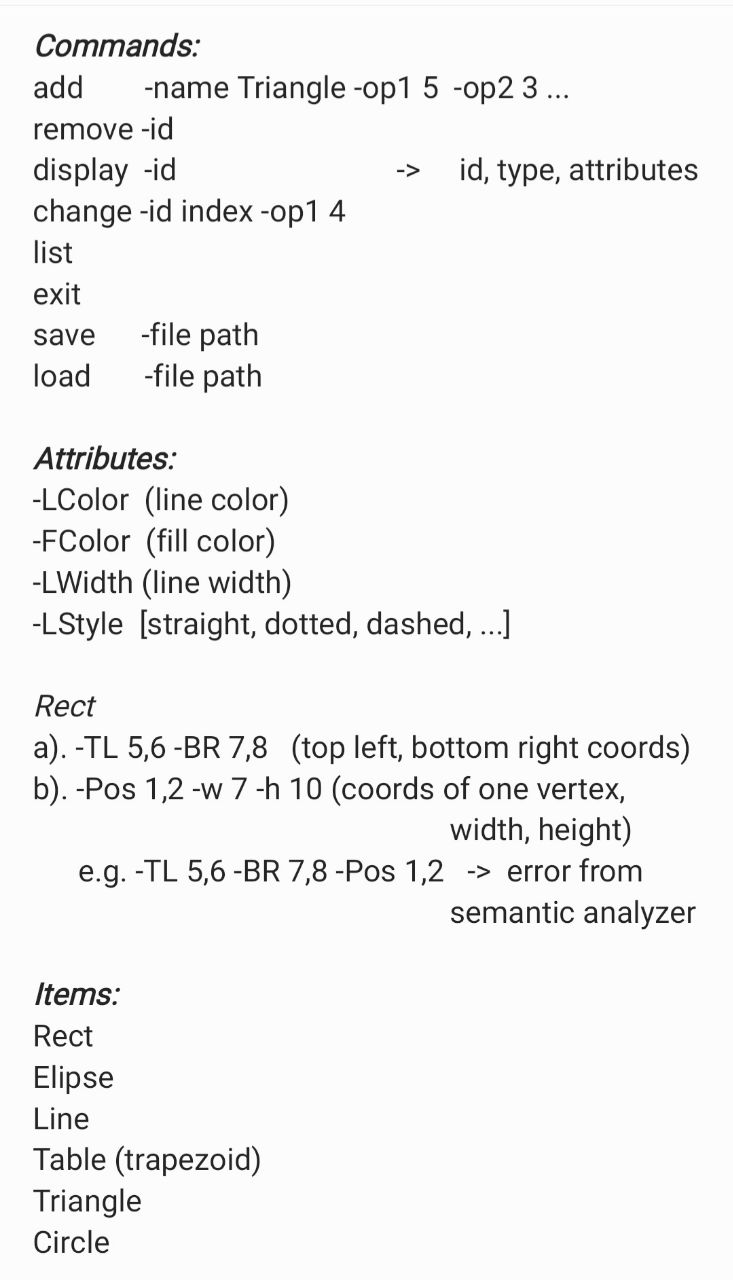 Commands:
add -name Triangle -op1 5 -op2 3 ...
remove -id
display -id -> id, type, attributes
change -id index -op1 4
list
exit
save -file path
load -file path
Attributes:
-LColor (line color)
-FColor (fill color)
-LWidth (line width)
-LStyle [straight, dotted, dashed, ...]
Rect
a). -TL 5,6 -BR 7,8 (top left, bottom right coords)
b). -Pos 1,2 -w 7 -h 10 (coords of one vertex,
width, height)
e.g. -TL 5,6 -BR 7,8 -Pos 1,2 -> error from
semantic analyzer
Items:
Rect
Elipse
Line
Table (trapezoid)
Triangle
Circle